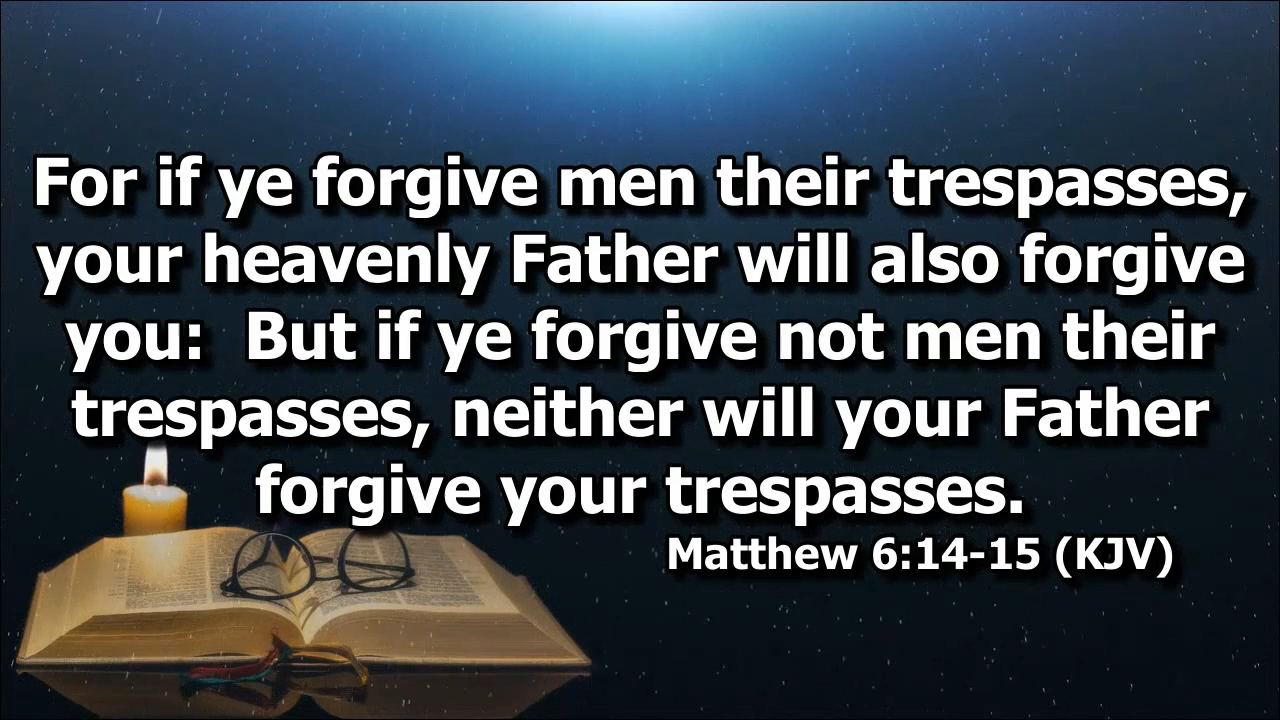 For if ye forgive men their trespasses,
your heavenly Father will also forgive
you:  But if ye forgive not men their
trespasses, neither will your Father
forgive your trespasses.
Matthew 6:14-15 (KJV)